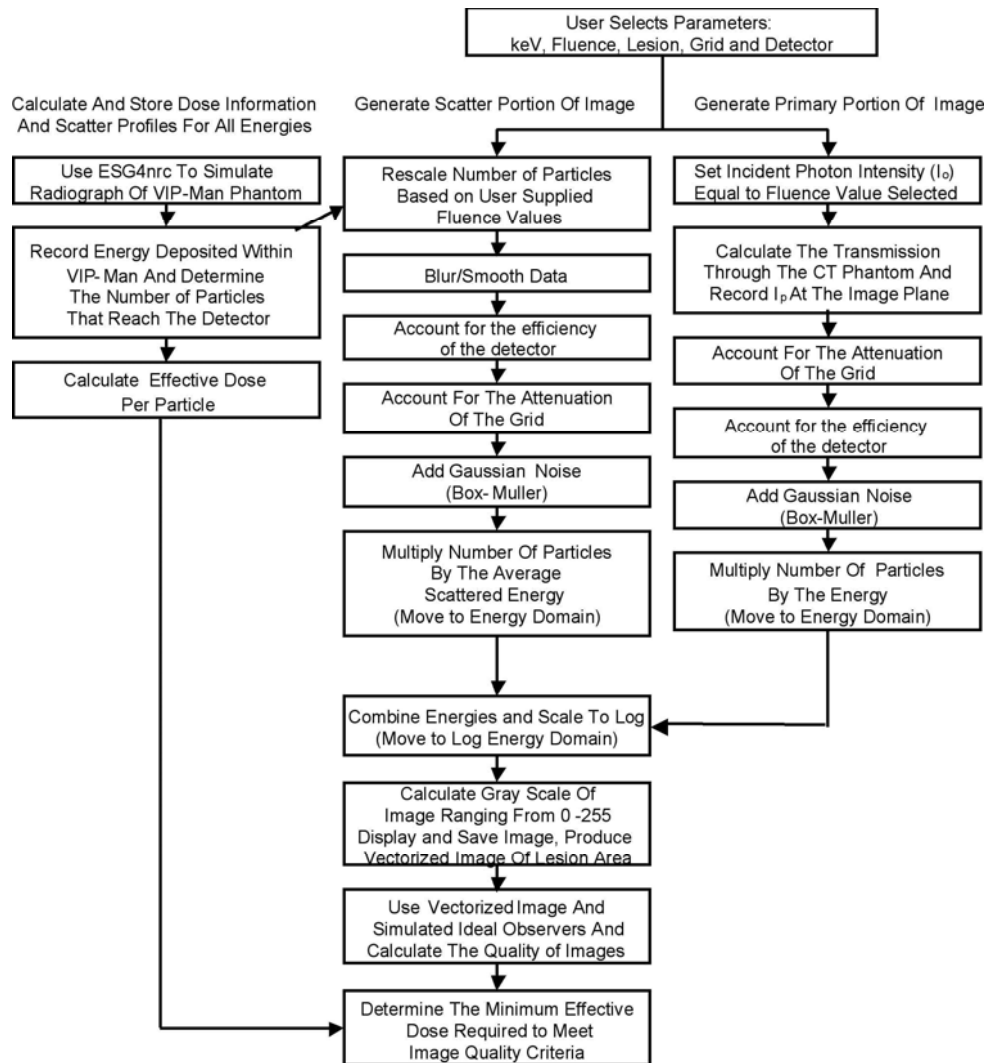 User Selects Parameters:
keV, Fluence, Lesion, Grid and Detector
Calculate And Store Dose Information
And Scatter Profiles For All Energies
Use ESG4nrc To Simulate
Radiograph Of VIP-Man Phantom
Record Energy Deposited Within
VIP- Man And Determine
The Number of Particles
That Reach The Detector
Calculate Effective Dose
Per Particle
Generate Scatter Portion Of Image
Rescale Number of Particles
Based on User Supplied
Fluence Values
Blur/Smooth Data
Account for the efficiency
of the detector
Account For The Attenuation
Of The Grid
Add Gaussian Noise
(Box- Muller)
Multiply Number Of Particles
By The Average
Scattered Energy
(Move to Energy Domain)
Generate Primary Portion Of Image
Set Incident Photon Intensity (Io)
Equal to Fluence Value Selected
Calculate The Transmission
Through The CT Phantom And
Record Ip At The Image Plane
Account For The Attenuation
Of The Grid
Account for the efficiency
of the detector
Add Gaussian Noise
(Box-Muller)
Multiply Number Of Particles
By The Energy
(Move to Energy Domain)
Combine Energies and Scale To Log
(Move to Log Energy Domain)
Calculate Gray Scale Of
Image Ranging From 0 -255
Display and Save Image, Produce
Vectorized Image Of Lesion Area
Use Vectorized Image And
Simulated Ideal Observers And
Calculate The Quality of Images
Determine The Minimum Effective
Dose Required to Meet
Image Quality Criteria